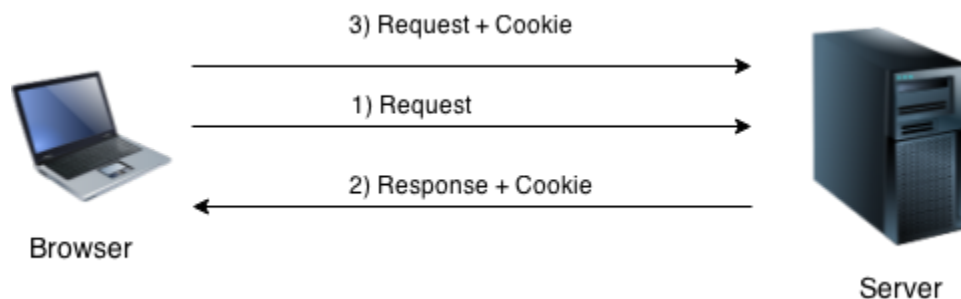 3) Request + Cookie
1) Request
2) Response + Cookie
Browser
Server